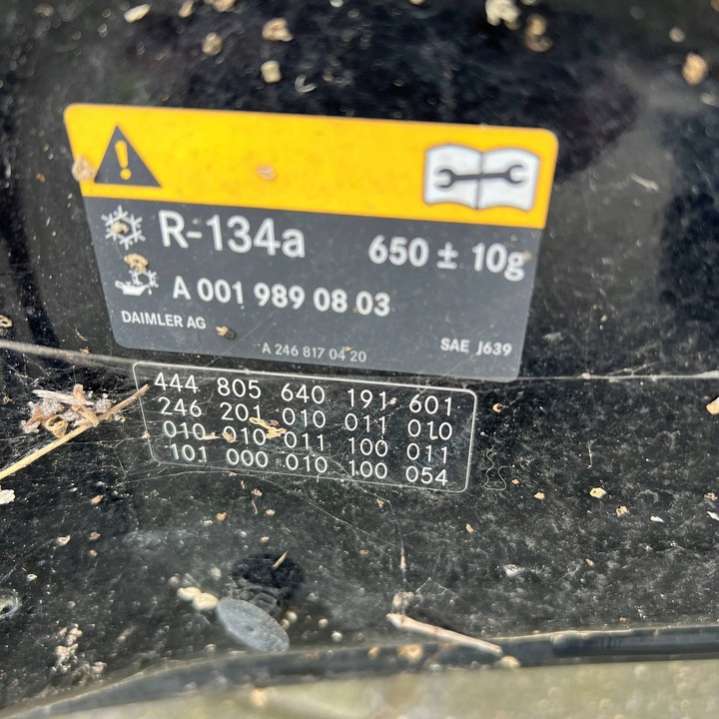 R-134a 650 ± 10g
A 001 989 08 03
DAIMLER AG
A 246 817 04 20 SAE J639
444 805 640 191 601
246 201 010 011 010
010 010 011 100 011
101 000 010 100 054